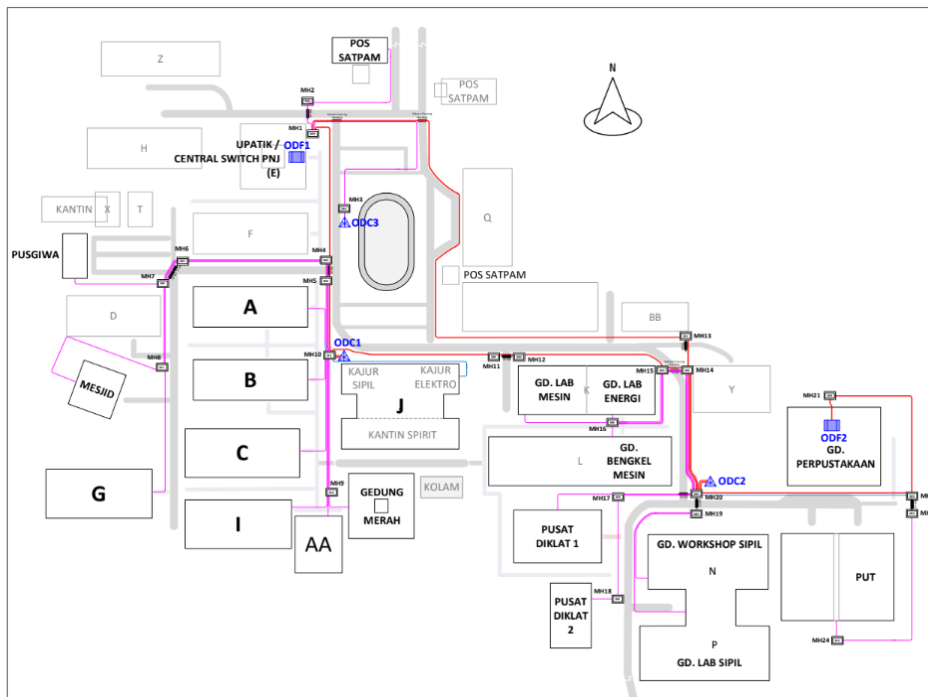 Z
POS
SATPAM
N
POS
SATPAM
MH2
MH1
H
UPATIK /
CENTRAL SWITCH PNJ
(E)
ODF1
KANTIN
X
T
MH3
ODC3
Q
F
PUSGIWA
MH6
MH4
MH7
MH5
POS SATPAM
A
D
BB
MH13
ODC1
MH10
MH8
B
KAJUR
SIPIL
KAJUR
ELEKTRO
MH11
MH12
MH15
MH14
MESJID
J
GD. LAB
MESIN
K
GD. LAB
ENERGI
Y
MH21
KANTIN SPIRIT
MH16
ODF2
GD.
PERPUSTAKAAN
C
L
GD.
BENGKEL
MESIN
G
MH9
GEDUNG
MERAH
KOLAM
ODC2
MH17
MH20
MH19
I
AA
PUSAT
DIKLAT 1
GD. WORKSHOP SIPIL
N
PUT
MH18
PUSAT
DIKLAT
2
P
GD. LAB SIPIL
MH24